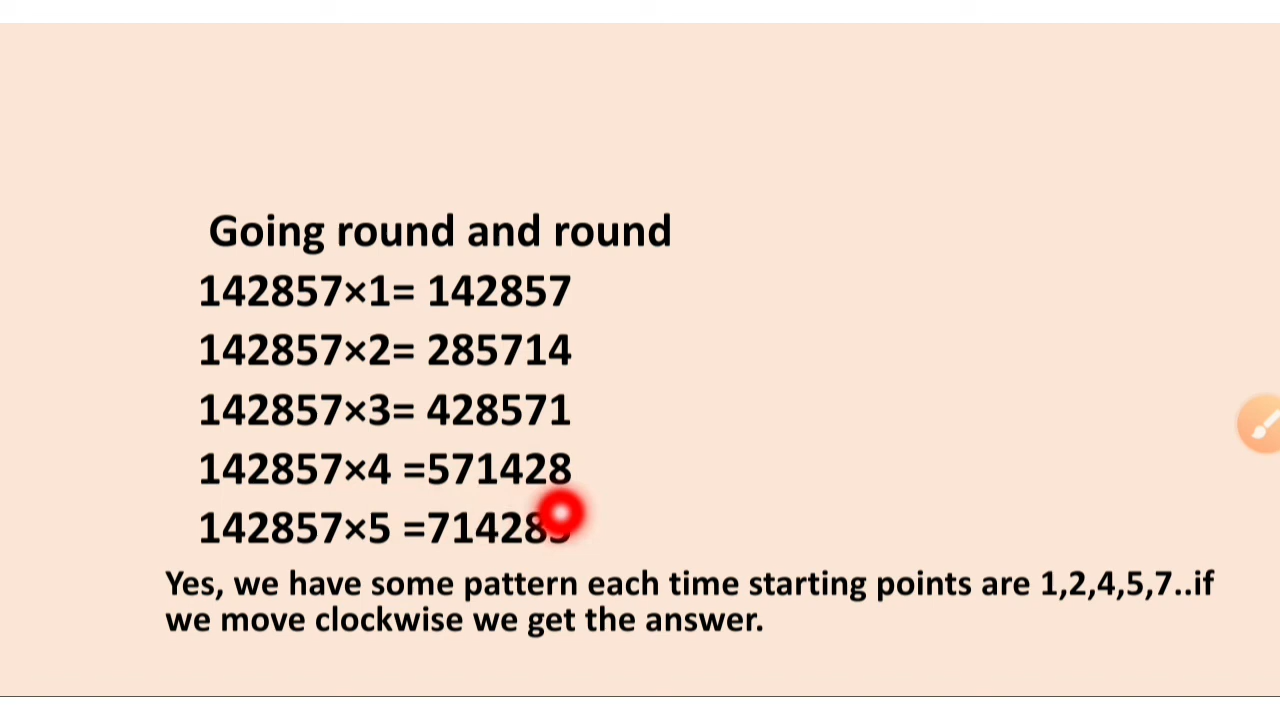 Going round and round
142857×1= 142857
142857×2= 285714
142857×3= 428571
142857×4 =571428
142857×5 =714285
Yes, we have some pattern each time starting points are 1,2,4,5,7..if
we move clockwise we get the answer.